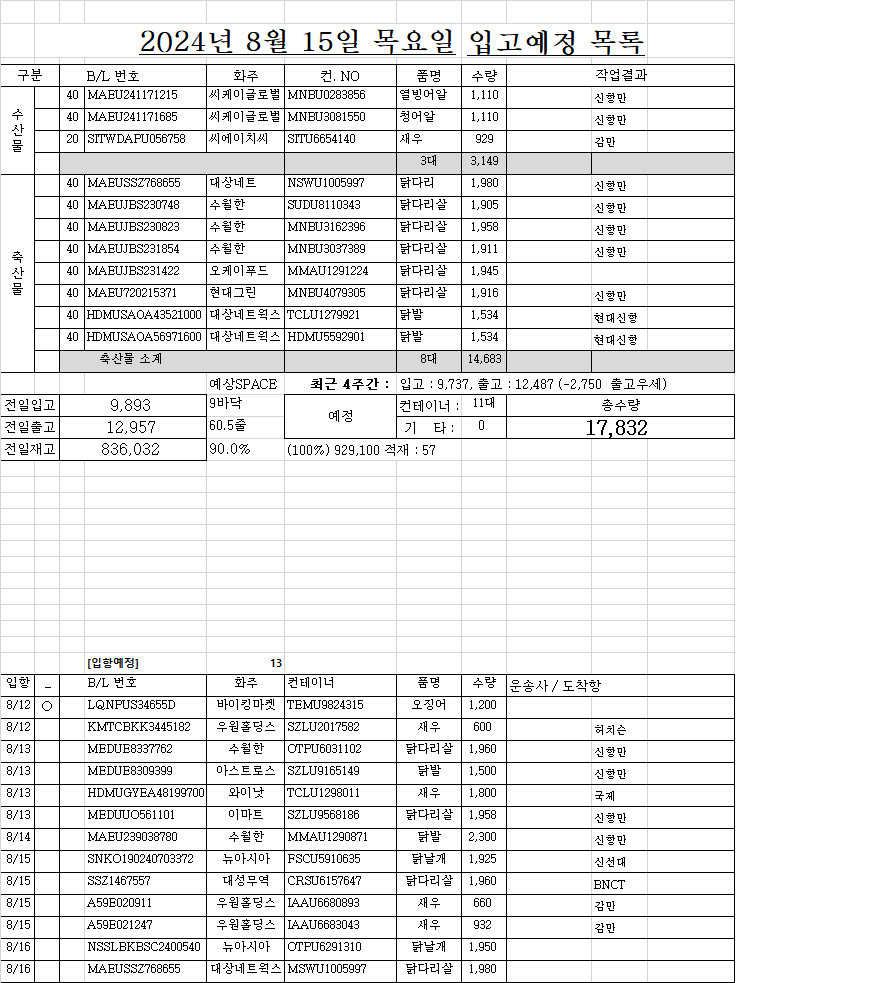 2024년 8월 15일 목요일 입고예정 목록
구분 B/L 번호 화주 컨. NO 품명 수량 작업결과
수산물
40 MAEU241171215 씨케이글로벌 MNBU0283856 열빙어알 1,110 신항만
40 MAEU241171685 씨케이글로벌 MNBU3081550 청어알 1,110 신항만
20 SITWDAPU056758 씨에이치씨 SITU6654140 새우 929 감만
3대 3,149
축산물
40 MAEUSSZ768655 대상네트 NSWU1005997 닭다리 1,980 신항만
40 MAEUJBS230748 수월한 SUDU8110343 닭다리살 1,905 신항만
40 MAEUJBS230823 수월한 MNBU3162396 닭다리살 1,958 신항만
40 MAEUJBS231854 수월한 MNBU3037389 닭다리살 1,911 신항만
40 MAEUJBS231422 오케이푸드 MMAU1291224 닭다리살 1,945
40 MAEU720215371 현대그린 MNBU4079305 닭다리살 1,916 신항만
40 HDMUSAOA43521000 대상네트웍스 TCLU1279921 닭발 1,534 현대신항
40 HDMUSAOA56971600 대상네트웍스 HDMU5592901 닭발 1,534 현대신항
축산물 소계 8대 14,683
예상SPACE 최근 4주간 : 입고 : 9,737, 출고 : 12,487 (-2,750 출고우세)
전일입고 9,893 9바닥 예정 컨테이너 : 11대 총수량
전일출고 12,957 60.5줄 기 타 : 0 17,832
전일재고 836,032 90.0% (100%) 929,100 적재 : 57
[입항예정] 13
입항 _ B/L 번호 화주 컨테이너 품명 수량 운송사 / 도착항
8/12 ○ LQNPUS34655D 바이킹마켓 TEMU9824315 오징어 1,200
8/12 KMTCBKK3445182 우원홀딩스 SZLU2017582 새우 600 허치슨
8/13 MEDUE8337762 수월한 OTPU6031102 닭다리살 1,960 신항만
8/13 MEDUE8309399 아스트로스 SZLU9165149 닭발 1,500 신항만
8/13 HDMUGYEA48199700 와이낫 TCLU1298011 새우 1,800 국제
8/13 MEDUUO561101 이마트 SZLU9568186 닭다리살 1,958 신항만
8/14 MAEU239038780 수월한 MMAU1290871 닭발 2,300 신항만
8/15 SNKO190240703372 뉴아시아 FSCU5910635 닭날개 1,925 신선대
8/15 SSZ1467557 대성무역 CRSU6157647 닭다리살 1,960 BNCT
8/15 A59E020911 우원홀딩스 IAAU6680893 새우 660 감만
8/15 A59E021247 우원홀딩스 IAAU6683043 새우 932 감만
8/16 NSSLBKBSC2400540 뉴아시아 OTPU6291310 닭날개 1,950
8/16 MAEUSSZ768655 대상네트웍스 MSWU1005997 닭다리살 1,980